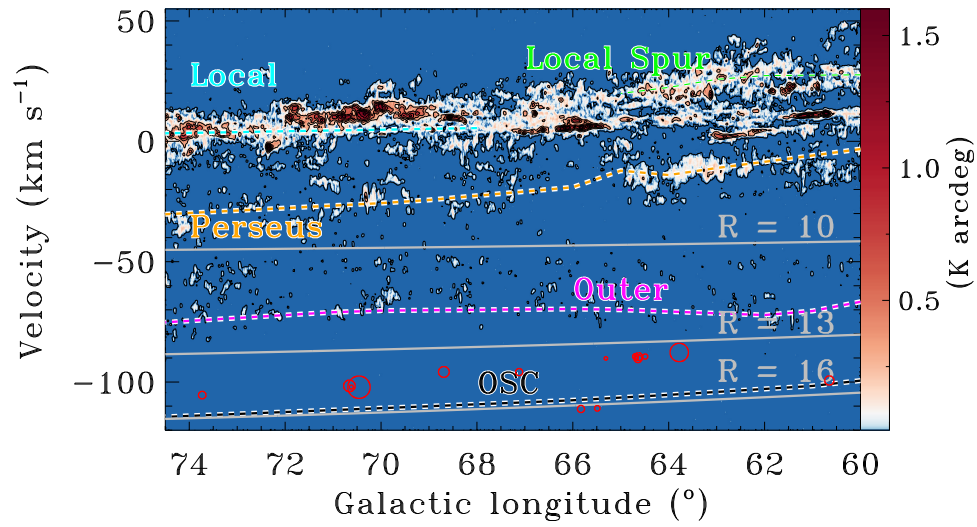 50
0
−50
−100
Velocity (km s⁻¹)
Local
Local Spur
Perseus
R = 10
Outer
R = 13
R = 16
OSC
74 72 70 68 66 64 62 60
Galactic longitude (°)
1.5
1.0
0.5
(K arcdeg)